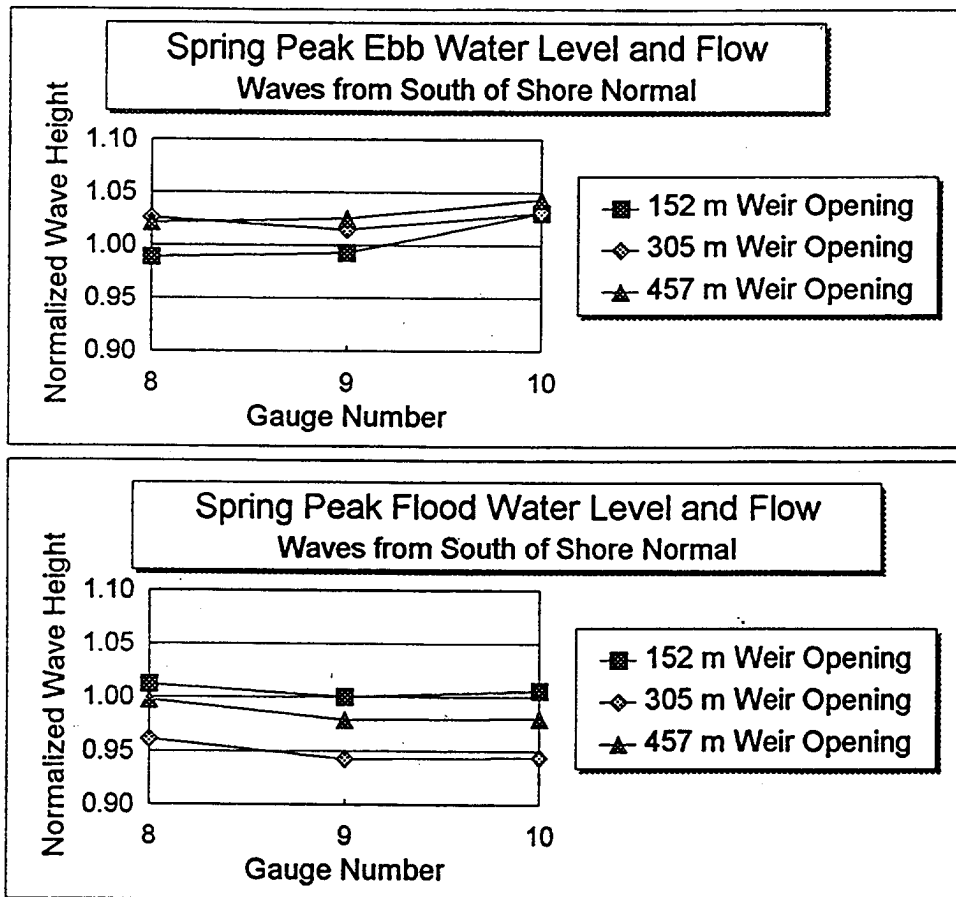 Spring Peak Ebb Water Level and Flow
Waves from South of Shore Normal
Normalized Wave Height
1.10
1.05
1.00
0.95
0.90
8
9
10
Gauge Number
152 m Weir Opening
305 m Weir Opening
457 m Weir Opening
Spring Peak Flood Water Level and Flow
Waves from South of Shore Normal
Normalized Wave Height
1.10
1.05
1.00
0.95
0.90
8
9
10
Gauge Number
152 m Weir Opening
305 m Weir Opening
457 m Weir Opening